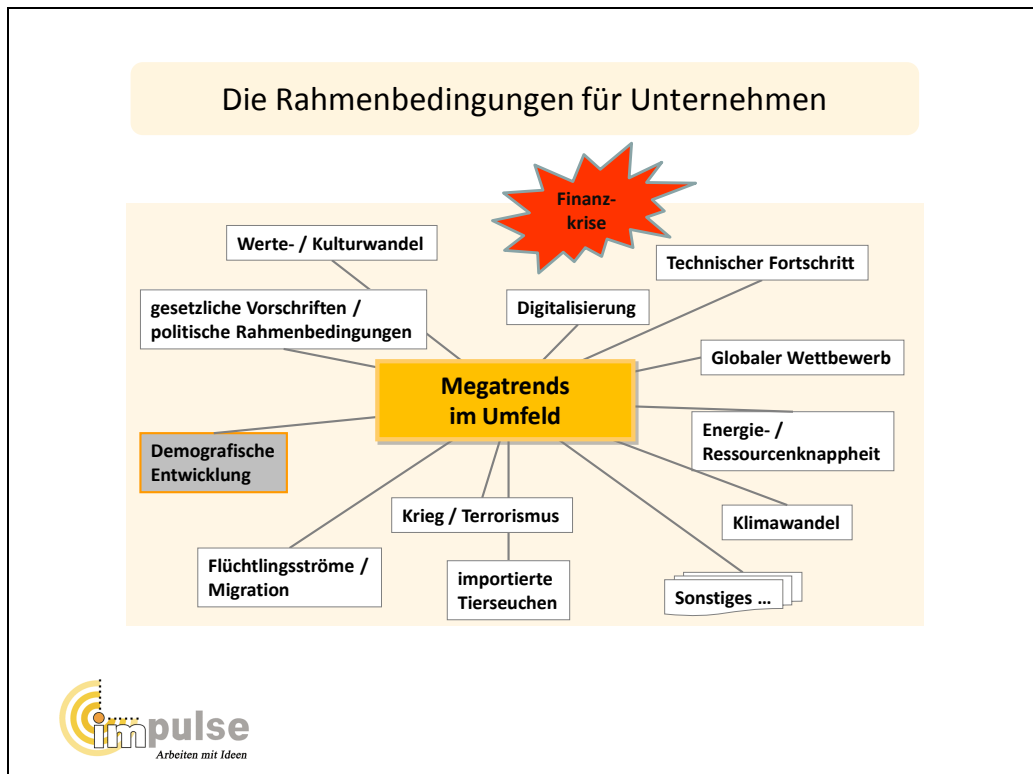 Die Rahmenbedingungen für Unternehmen
Finanz-
krise
Werte- / Kulturwandel
Technischer Fortschritt
gesetzliche Vorschriften /
politische Rahmenbedingungen
Digitalisierung
Globaler Wettbewerb
Megatrends
im Umfeld
Demografische
Entwicklung
Energie- /
Ressourcenknappheit
Krieg / Terrorismus
Klimawandel
Flüchtlingsströme /
Migration
importierte
Tierseuchen
Sonstiges ...
impulse
Arbeiten mit Ideen